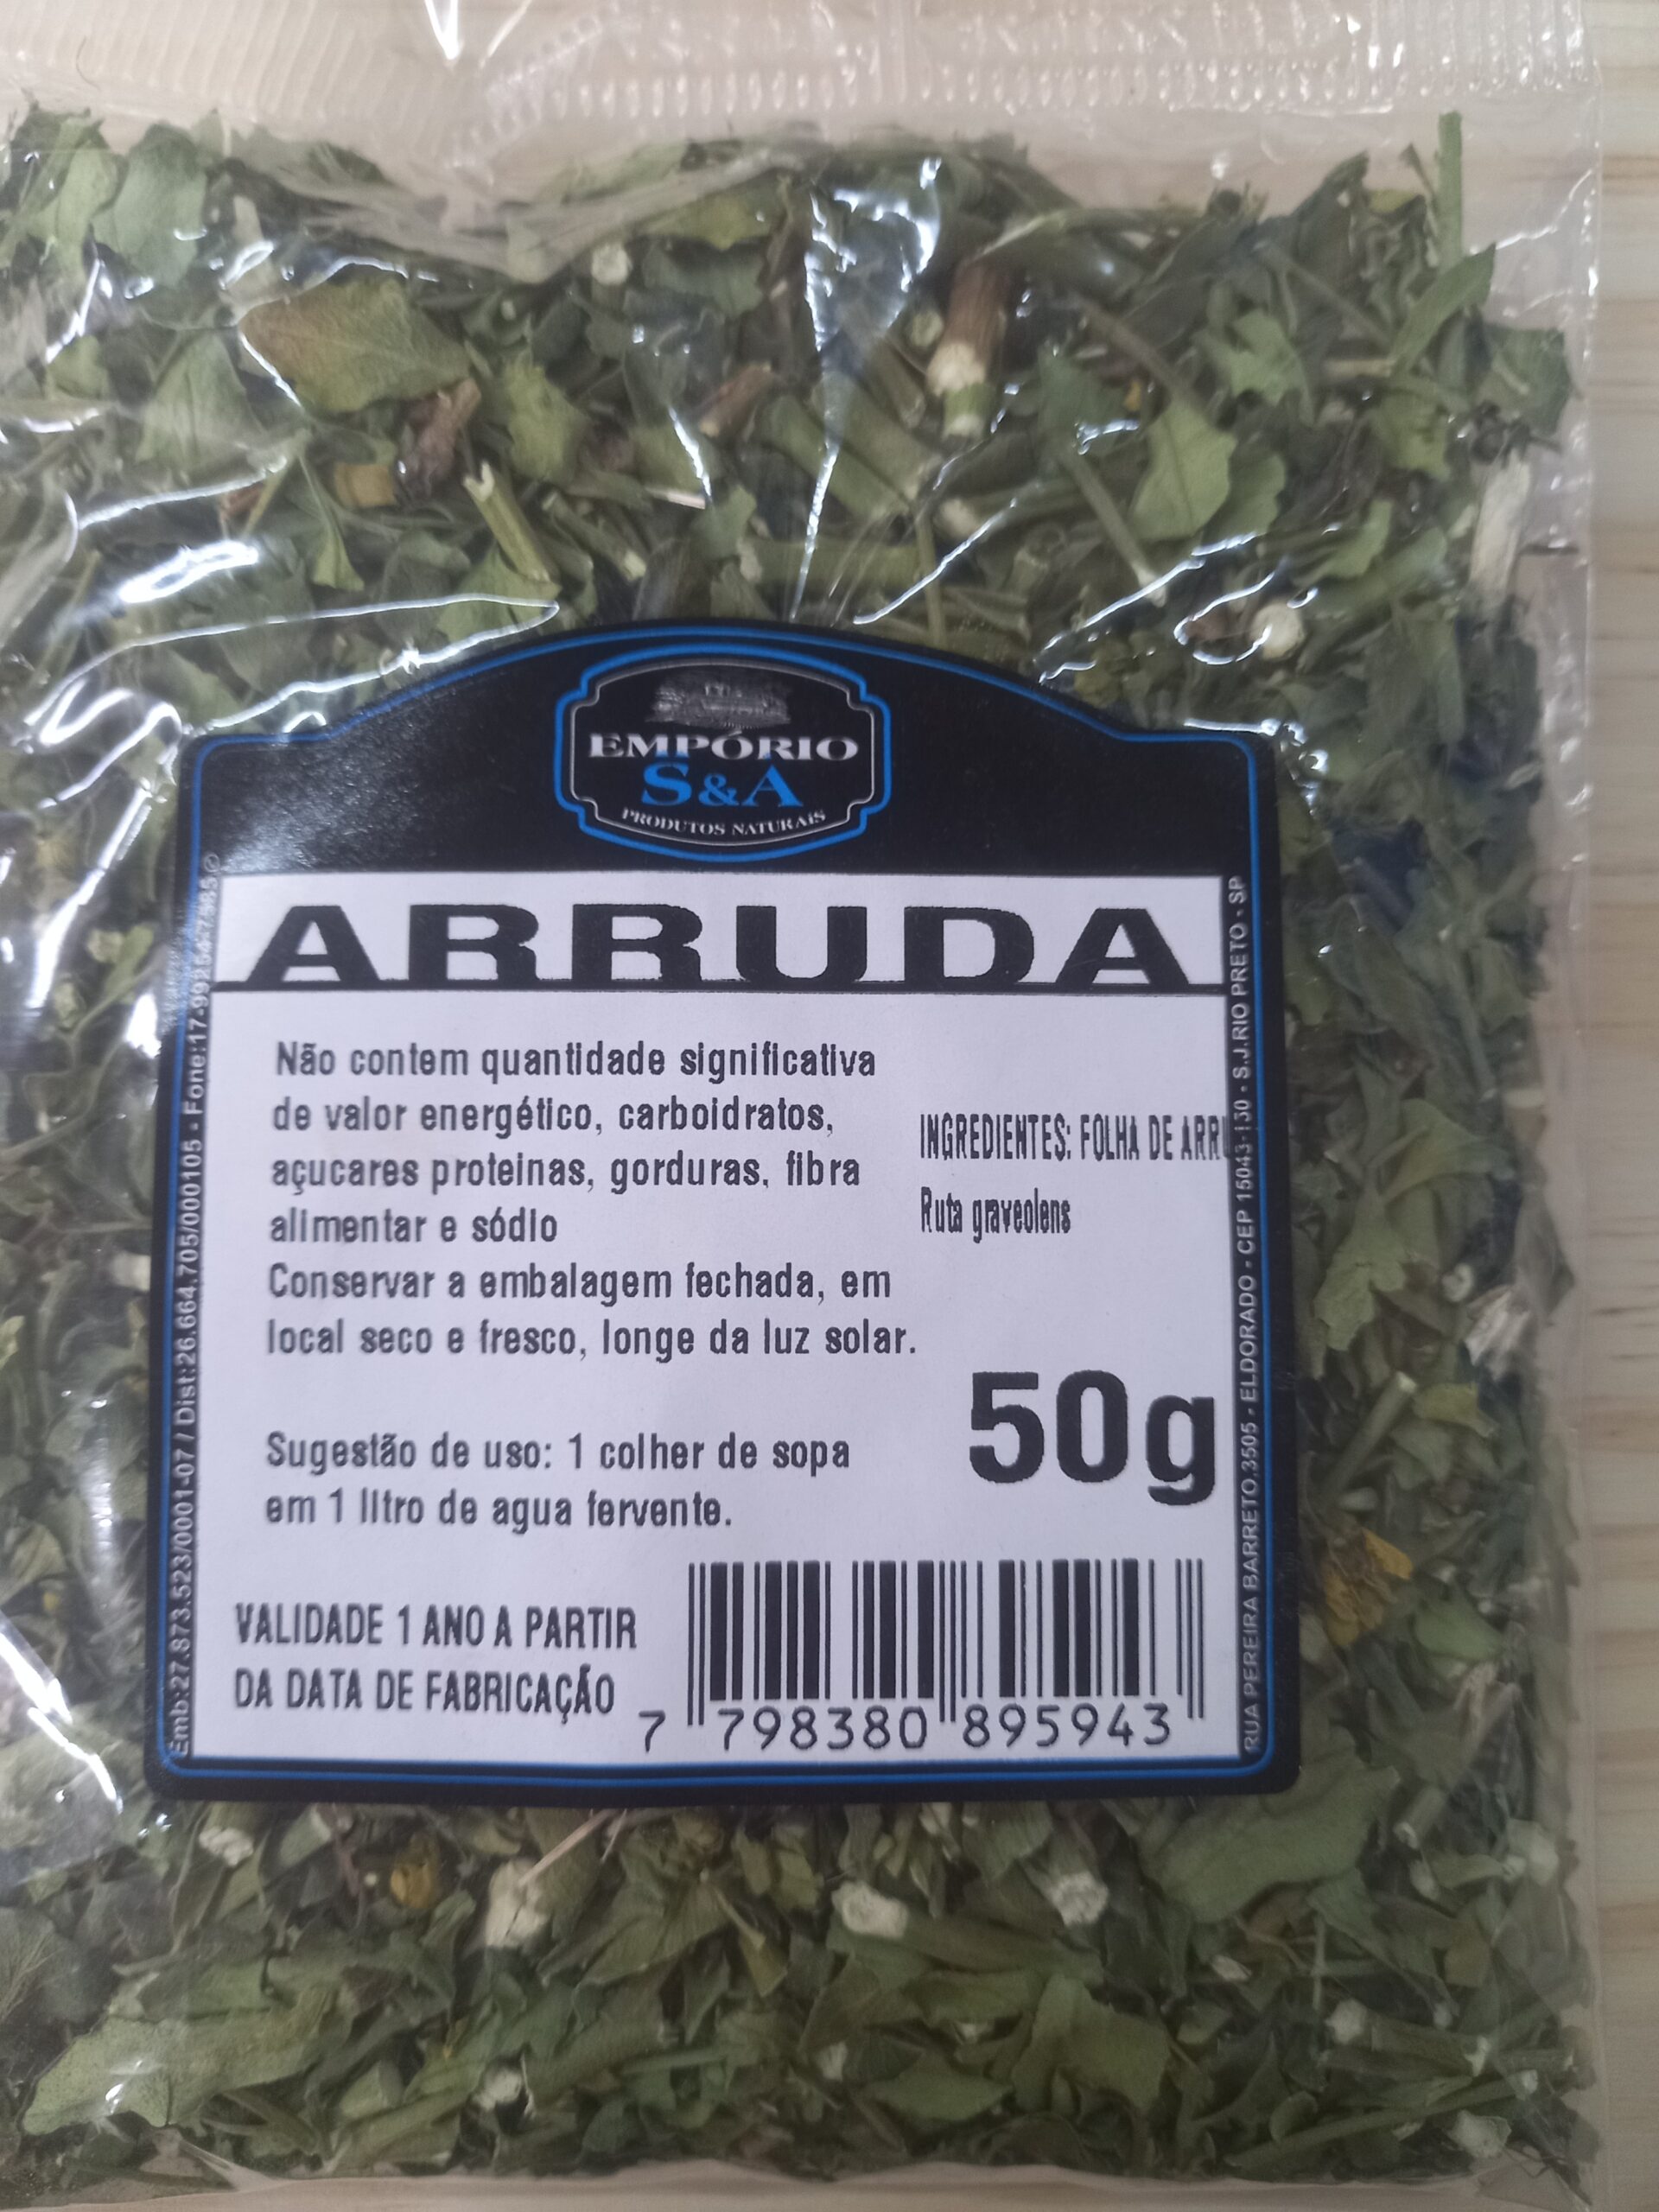 EMPÓRIO
S&A
PRODUTOS NATURAIS
ARRUDA
Não contem quantidade significativa
de valor energético, carboidratos,
açucares proteinas, gorduras, fibra
alimentar e sódio
Conservar a embalagem fechada, em
local seco e fresco, longe da luz solar.
INGREDIENTES: FOLHA DE ARRU
Ruta graveolens
50g
Sugestão de uso: 1 colher de sopa
em 1 litro de agua fervente.
VALIDADE 1 ANO A PARTIR
DA DATA DE FABRICAÇÃO
7 798380 895943
Emb:27.873.523/0001-07 / Dist:26.664.705/000105 - Fone:17-
RUA PEREIRA BARRETO,3505 - ELDORADO - CEP 15043-130 - S.J.RIO PRETO - SP